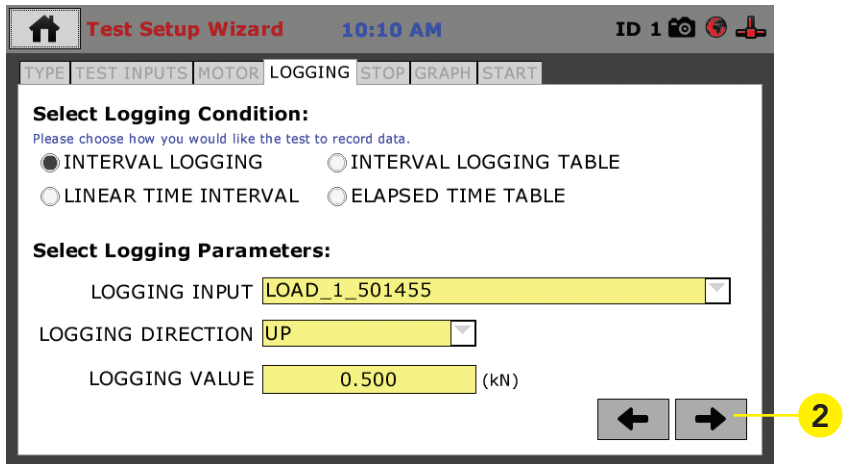 Test Setup Wizard 10:10 AM ID 1
TYPE TEST INPUTS MOTOR LOGGING STOP GRAPH START
Select Logging Condition:
Please choose how you would like the test to record data.
INTERVAL LOGGING INTERVAL LOGGING TABLE
LINEAR TIME INTERVAL ELAPSED TIME TABLE
Select Logging Parameters:
LOGGING INPUT LOAD_1_501455
LOGGING DIRECTION UP
LOGGING VALUE 0.500 (kN)
2